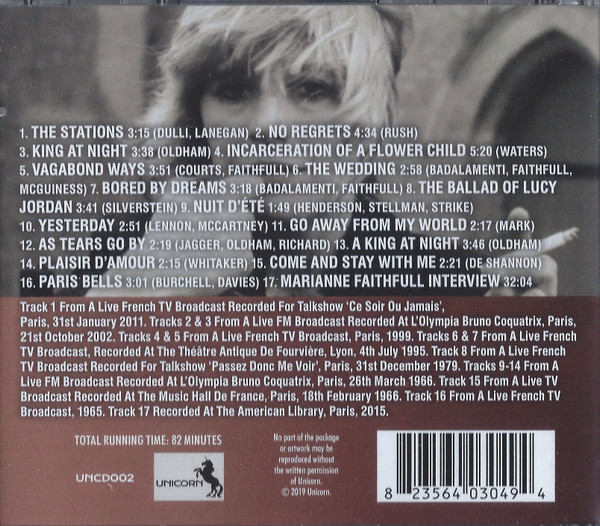 1. THE STATIONS 3:15 (DULLI, LANEGAN) 2. NO REGRETS 4:34 (RUSH)
3. KING AT NIGHT 3:38 (OLDHAM) 4. INCARCERATION OF A FLOWER CHILD 5:20 (WATERS)
5. VAGABOND WAYS 3:51 (COURTS, FAITHFULL) 6. THE WEDDING 2:58 (BADALAMENTI, FAITHFULL,
MCGUINESS) 7. BORED BY DREAMS 3:18 (BADALAMENTI, FAITHFULL) 8. THE BALLAD OF LUCY
JORDAN 3:41 (SILVERSTEIN) 9. NUIT D'ÉTÉ 1:49 (HENDERSON, STELLMAN, STRIKE)
10. YESTERDAY 2:51 (LENNON, MCCARTNEY) 11. GO AWAY FROM MY WORLD 2:17 (MARK)
12. AS TEARS GO BY 2:19 (JAGGER, OLDHAM, RICHARD) 13. A KING AT NIGHT 3:46 (OLDHAM)
14. PLAISIR D'AMOUR 2:15 (WHITAKER) 15. COME AND STAY WITH ME 2:21 (DE SHANNON)
16. PARIS BELLS 3:01 (BURCHELL, DAVIES) 17. MARIANNE FAITHFULL INTERVIEW 32:04
Track 1 From A Live French TV Broadcast Recorded For Talkshow 'Ce Soir Ou Jamais',
Paris, 31st January 2011. Tracks 2 & 3 From A Live FM Broadcast Recorded At L'Olympia Bruno Coquatrix, Paris,
21st October 2002. Tracks 4 & 5 From A Live French TV Broadcast, Paris, 1999. Tracks 6 & 7 From A Live French
TV Broadcast, Recorded At The Théâtre Antique De Fourvière, Lyon, 4th July 1995. Track 8 From A Live French
TV Broadcast Recorded For Talkshow 'Passez Donc Me Voir', Paris, 31st December 1979. Tracks 9-14 From A
Live FM Broadcast Recorded At L'Olympia Bruno Coquatrix, Paris, 26th March 1966. Track 15 From A Live French TV
Broadcast Recorded At The Music Hall De France, Paris, 18th February 1966. Track 16 From A Live French TV
Broadcast, 1965. Track 17 Recorded At The American Library, Paris, 2015.
TOTAL RUNNING TIME: 82 MINUTES
UNCD002
UNICORN
No part of the package
or artwork may be
reproduced without
the written permission
of Unicorn.
© 2019 Unicorn.
8 23564 03049 4